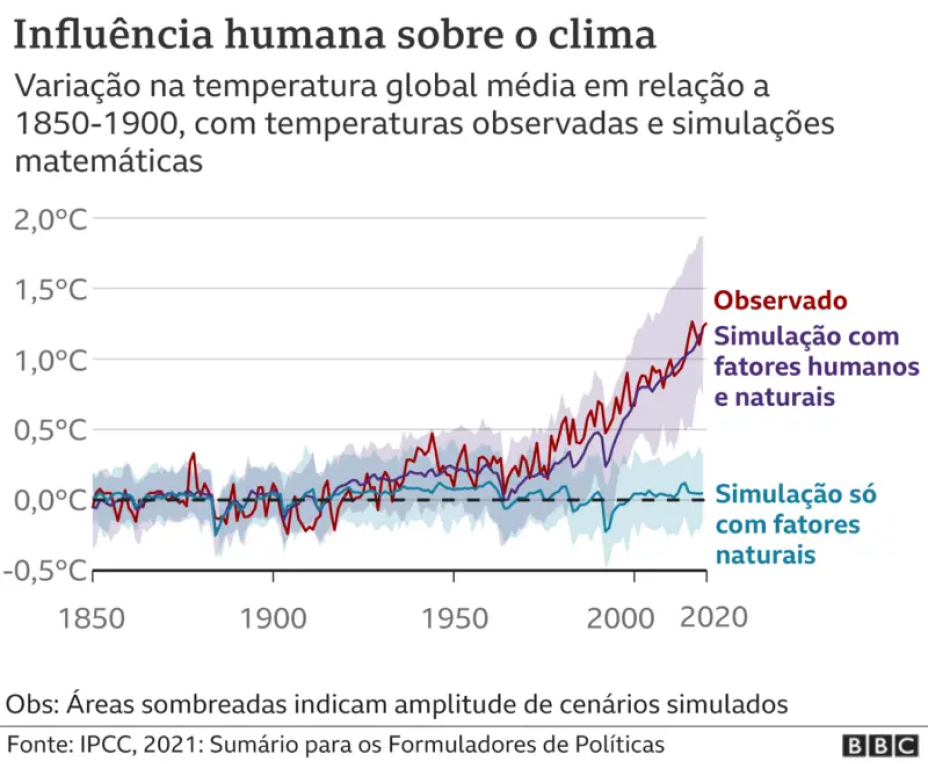 Influência humana sobre o clima
Variação na temperatura global média em relação a
1850-1900, com temperaturas observadas e simulações
matemáticas
2,0°C
1,5°C
1,0°C
0,5°C
0,0°C
-0,5°C
Observado
Simulação com
fatores humanos
e naturais
Simulação só
com fatores
naturais
1850
1900
1950
2000
2020
Obs: Áreas sombreadas indicam amplitude de cenários simulados
Fonte: IPCC, 2021: Sumário para os Formuladores de Políticas
BBC